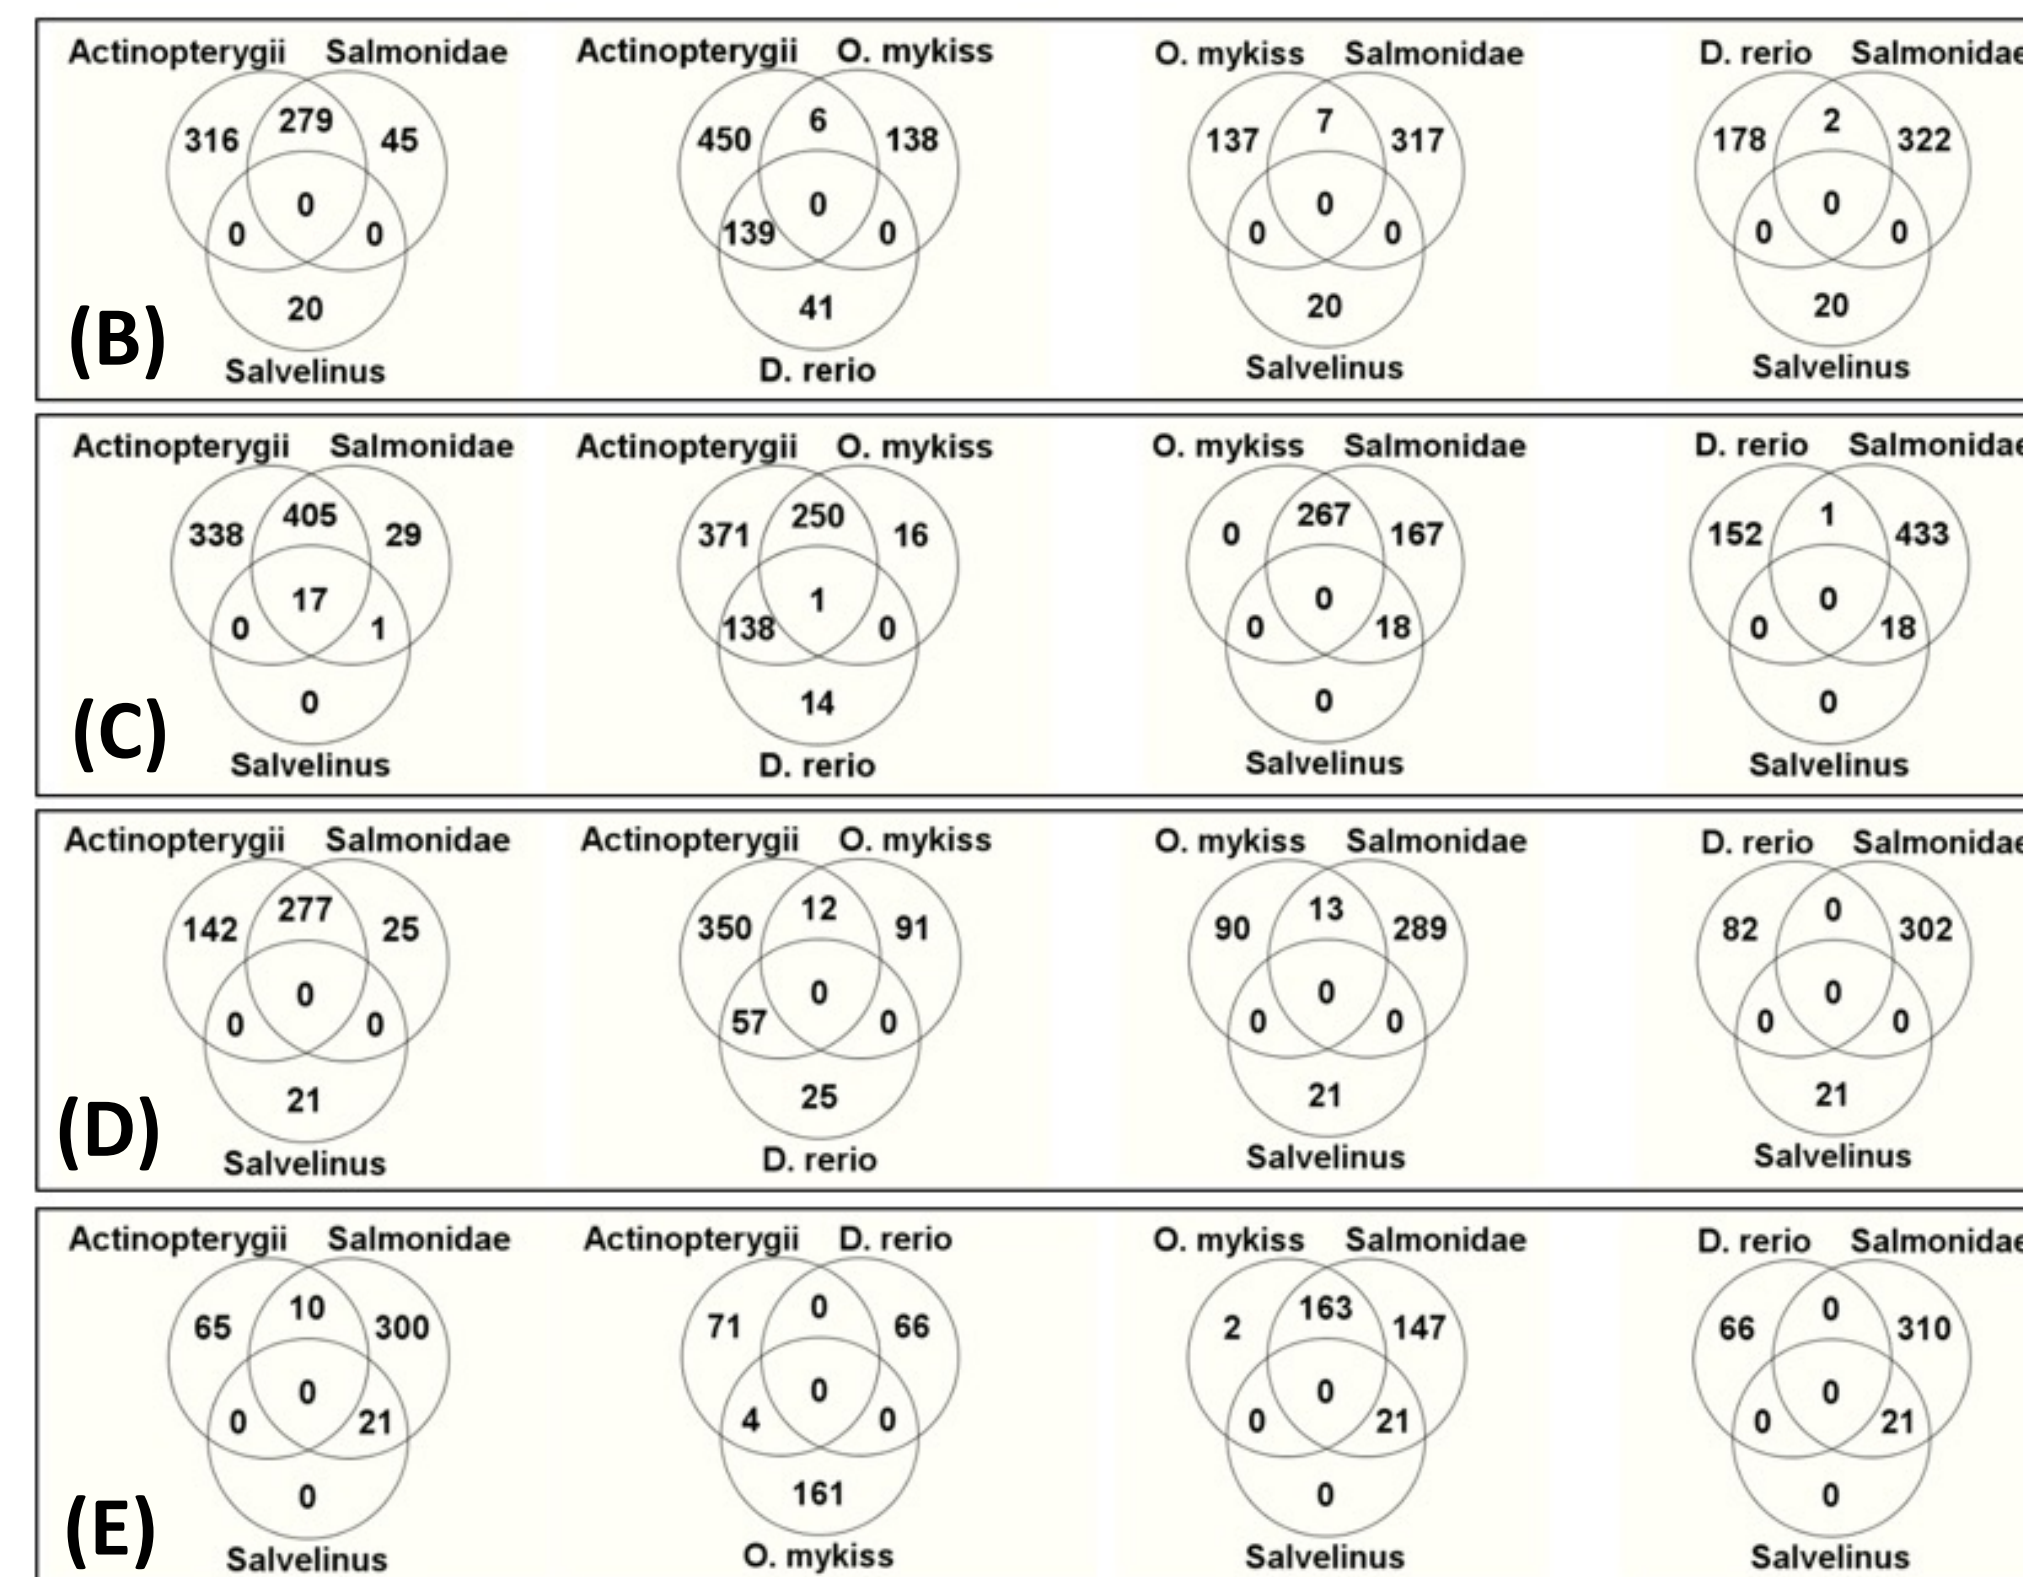 Actinopterygii Salmonidae Actinopterygii O. mykiss O. mykiss Salmonidae D. rerio Salmonidae
316 279 45 450 6 138 137 7 317 178 2 322
0 0 0 0
0 0 139 0 0 0 0 0
20 41 20 20
(B)
Salvelinus D. rerio Salvelinus Salvelinus
Actinopterygii Salmonidae Actinopterygii O. mykiss O. mykiss Salmonidae D. rerio Salmonidae
338 405 29 371 250 16 0 267 167 152 1 433
17 1 0 0
0 1 138 0 0 18 0 18
0 14 0 0
(C)
Salvelinus D. rerio Salvelinus Salvelinus
Actinopterygii Salmonidae Actinopterygii O. mykiss O. mykiss Salmonidae D. rerio Salmonidae
142 277 25 350 12 91 90 13 289 82 0 302
0 0 0 0
0 0 57 0 0 0 0 0
21 25 21 21
(D)
Salvelinus D. rerio Salvelinus Salvelinus
Actinopterygii Salmonidae Actinopterygii D. rerio O. mykiss Salmonidae D. rerio Salmonidae
65 10 300 71 0 66 2 163 147 66 0 310
0 0 0 0
0 21 4 0 0 21 0 21
0 161 0 0
(E)
Salvelinus O. mykiss Salvelinus Salvelinus